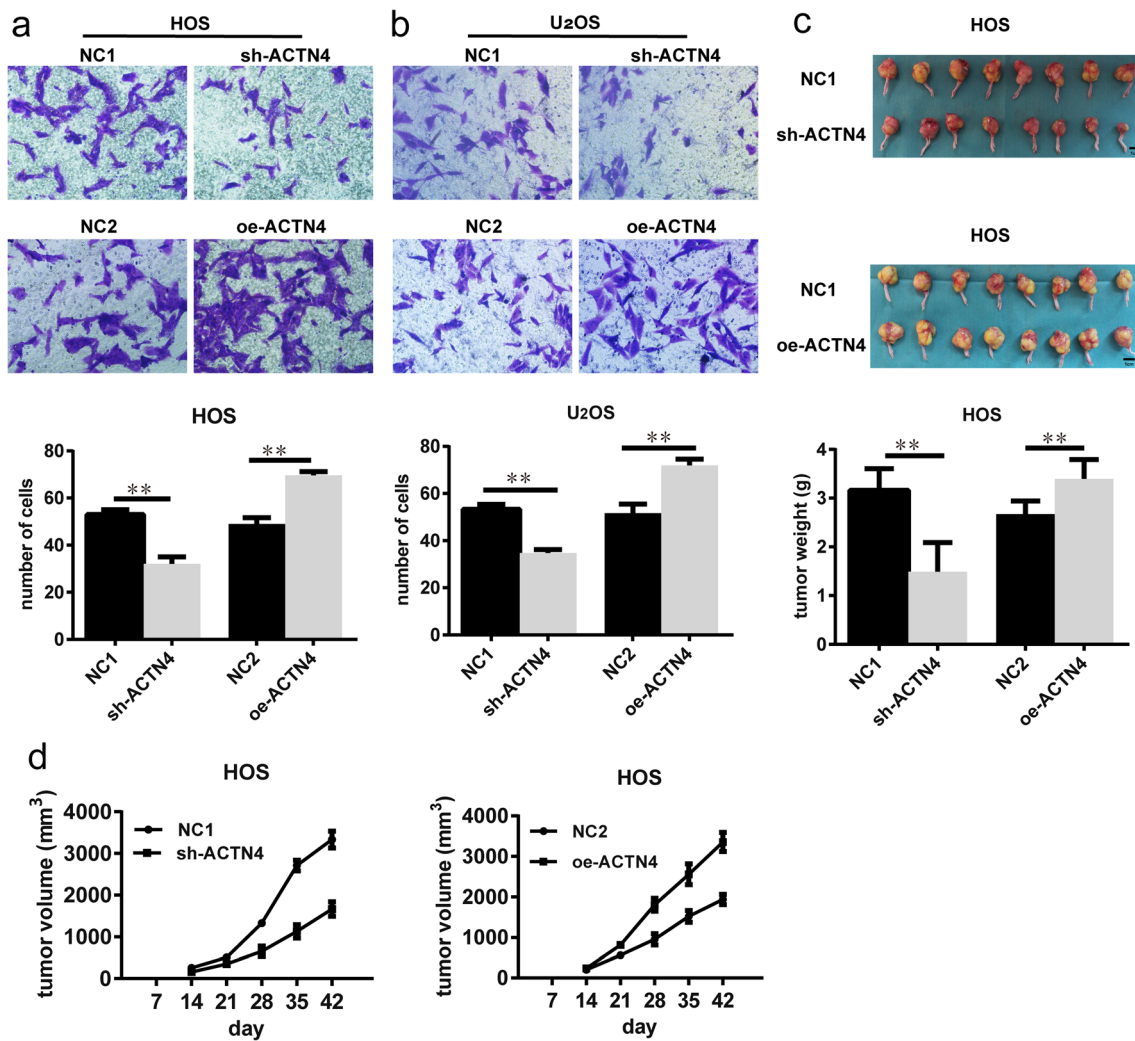 a
HOS
NC1
sh-ACTN4
NC2
oe-ACTN4
b
U2OS
NC1
sh-ACTN4
NC2
oe-ACTN4
c
HOS
NC1
sh-ACTN4
HOS
NC1
oe-ACTN4
1cm
HOS
number of cells
80
60
40
20
0
**
**
NC1
sh-ACTN4
NC2
oe-ACTN4
U2OS
number of cells
80
60
40
20
0
**
**
NC1
sh-ACTN4
NC2
oe-ACTN4
HOS
tumor weight (g)
4
3
2
1
0
**
**
NC1
sh-ACTN4
NC2
oe-ACTN4
d
HOS
tumor volume (mm³)
4000
3000
2000
1000
0
NC1
sh-ACTN4
7 14 21 28 35 42
day
HOS
tumor volume (mm³)
4000
3000
2000
1000
0
NC2
oe-ACTN4
7 14 21 28 35 42
day